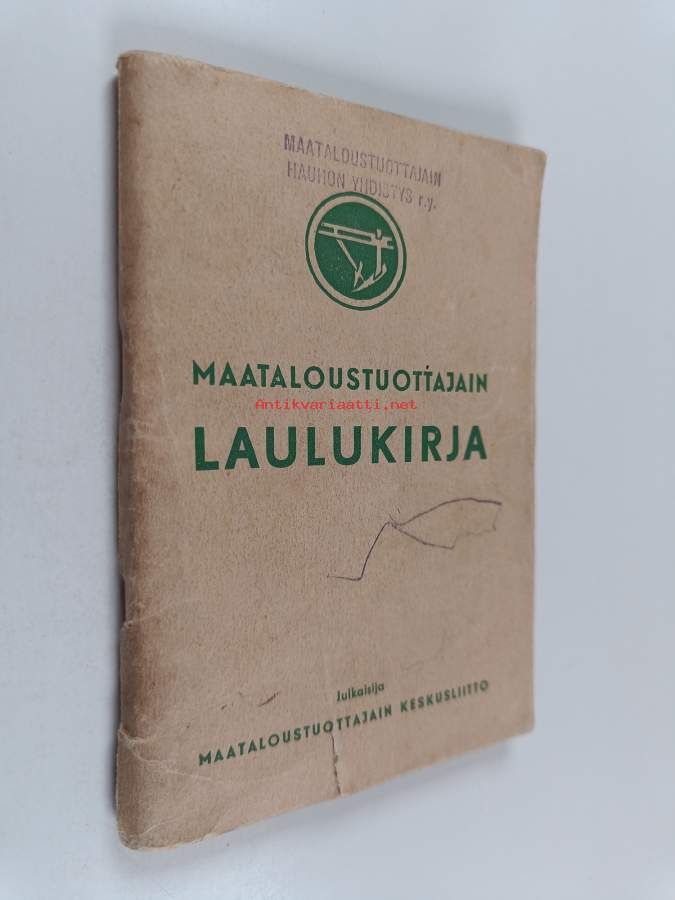 MAATALOUSTUOTTAJAIN
HAUHON YHDISTYS r.y.
MAATALOUSTUOTTAJAIN
Antikvariaatti.net
LAULUKIRJA
Julkaisija
MAATALOUSTUOTTAJAIN KESKUSLIITTO